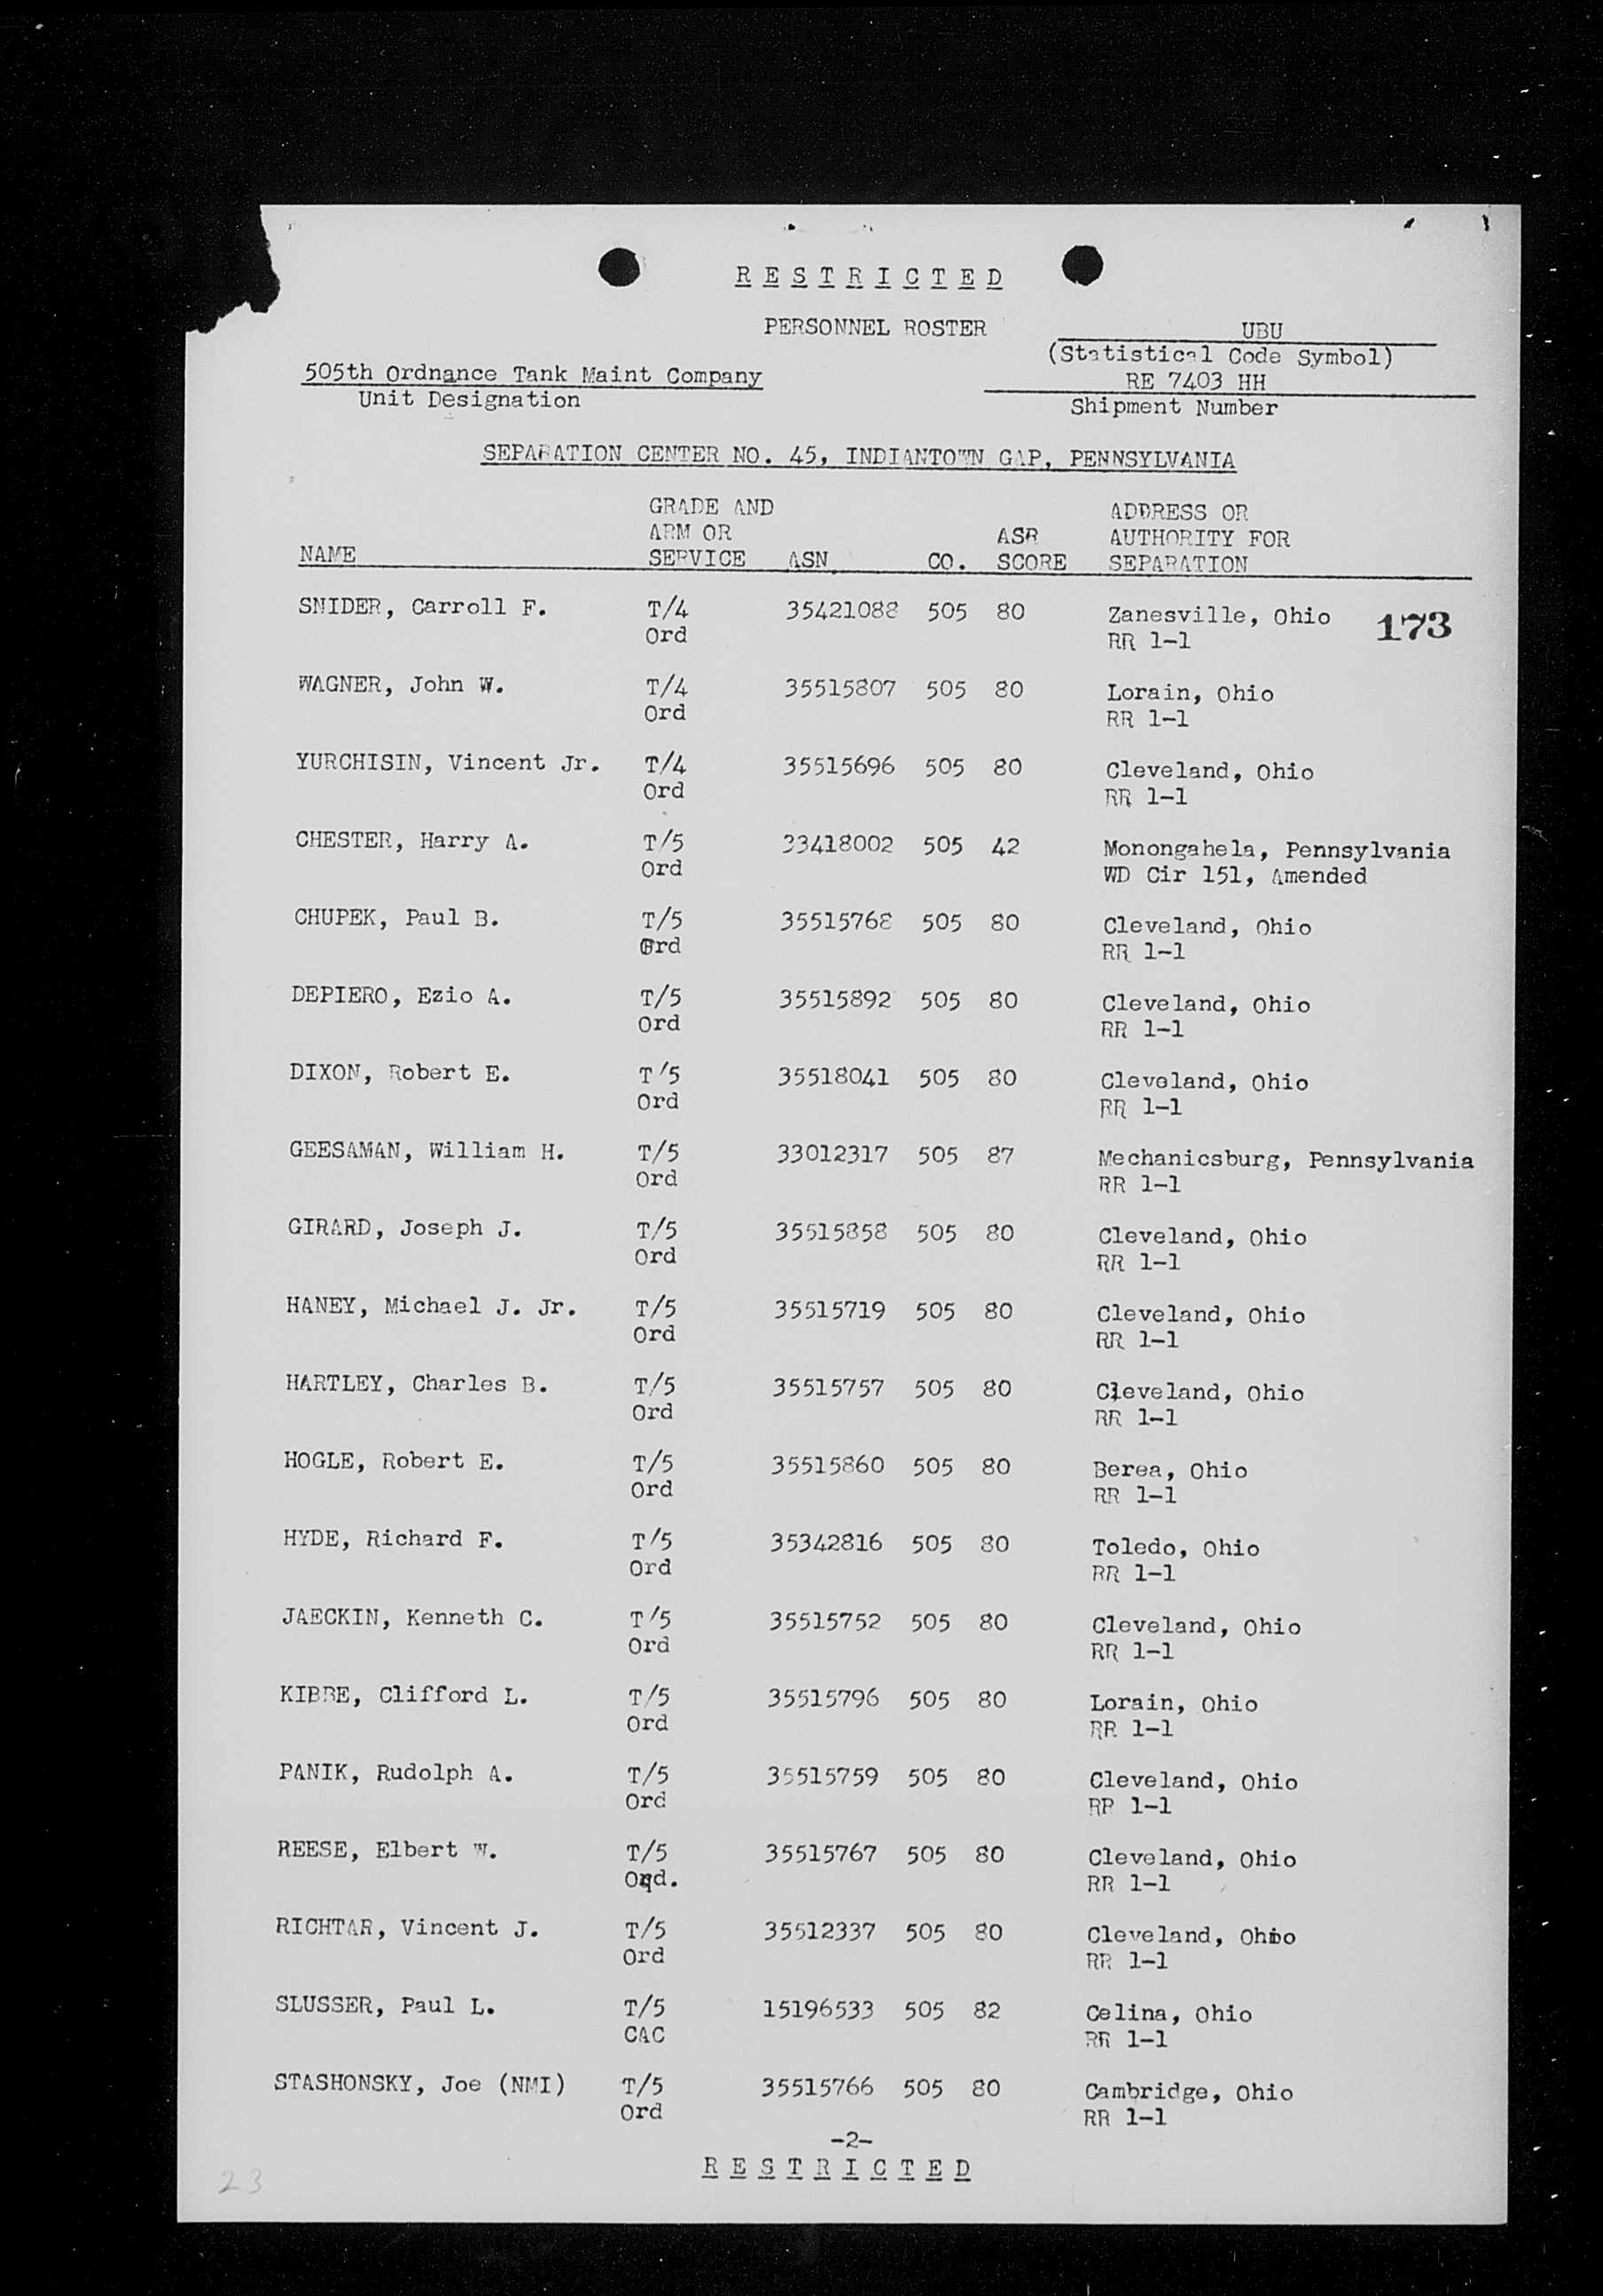 R E S T R I C T E D
PERSONNEL ROSTER
UBU
(Statistical Code Symbol)
505th Ordnance Tank Maint Company
RE 7403 HH
Unit Designation
Shipment Number
SEPARATION CENTER NO. 45, INDIANTOWN GAP, PENNSYLVANIA
GRADE AND ADDRESS OR
ARM OR ASR AUTHORITY FOR
NAME SERVICE ASN CO. SCORE SEPARATION
SNIDER, Carroll F. T/4 35421088 505 80 Zanesville, Ohio 173
Ord RR 1-1
WAGNER, John W. T/4 35515807 505 80 Lorain, Ohio
Ord RR 1-1
YURCHISIN, Vincent Jr. T/4 35515696 505 80 Cleveland, Ohio
Ord RR 1-1
CHESTER, Harry A. T/5 33418002 505 42 Monongahela, Pennsylvania
Ord WD Cir 151, Amended
CHUPEK, Paul B. T/5 35515768 505 80 Cleveland, Ohio
Ord RR 1-1
DEPIERO, Ezio A. T/5 35515892 505 80 Cleveland, Ohio
Ord RR 1-1
DIXON, Robert E. T/5 35518041 505 80 Cleveland, Ohio
Ord RR 1-1
GEESAMAN, William H. T/5 33012317 505 87 Mechanicsburg, Pennsylvania
Ord RR 1-1
GIRARD, Joseph J. T/5 35515858 505 80 Cleveland, Ohio
Ord RR 1-1
HANEY, Michael J. Jr. T/5 35515719 505 80 Cleveland, Ohio
Ord RR 1-1
HARTLEY, Charles B. T/5 35515757 505 80 Cleveland, Ohio
Ord RR 1-1
HOGLE, Robert E. T/5 35515860 505 80 Berea, Ohio
Ord RR 1-1
HYDE, Richard F. T/5 35342816 505 80 Toledo, Ohio
Ord RR 1-1
JAECKIN, Kenneth C. T/5 35515752 505 80 Cleveland, Ohio
Ord RR 1-1
KIBBE, Clifford L. T/5 35515796 505 80 Lorain, Ohio
Ord RR 1-1
PANIK, Rudolph A. T/5 35515759 505 80 Cleveland, Ohio
Ord RR 1-1
REESE, Elbert W. T/5 35515767 505 80 Cleveland, Ohio
Ord. RR 1-1
RICHTAR, Vincent J. T/5 35512337 505 80 Cleveland, Ohio
Ord RR 1-1
SLUSSER, Paul L. T/5 15196533 505 82 Celina, Ohio
CAC RR 1-1
STASHONSKY, Joe (NMI) T/5 35515766 505 80 Cambridge, Ohio
Ord RR 1-1
-2-
R E S T R I C T E D
23